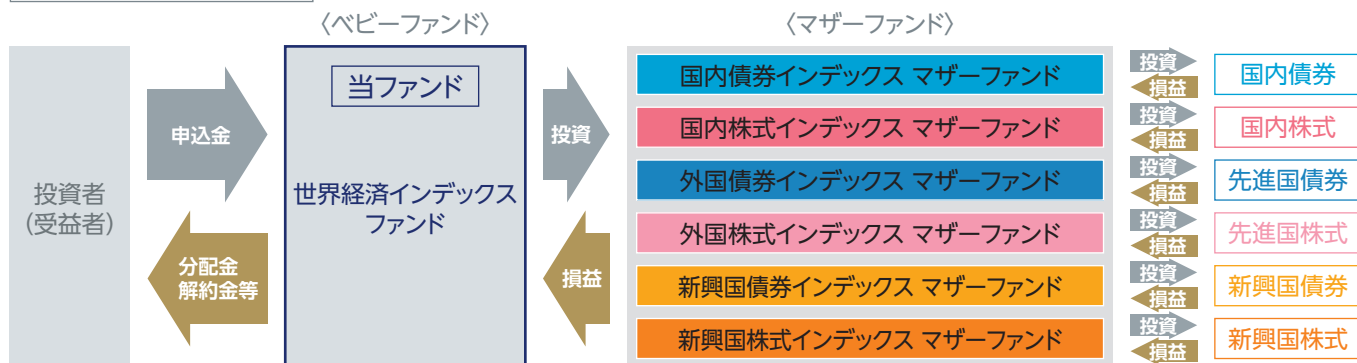 〈ベビーファンド〉
〈マザーファンド〉
投資者
(受益者)
申込金
分配金
解約金等
当ファンド
世界経済インデックス
ファンド
投資
損益
国内債券インデックス マザーファンド
投資
損益
国内債券
国内株式インデックス マザーファンド
投資
損益
国内株式
外国債券インデックス マザーファンド
投資
損益
先進国債券
外国株式インデックス マザーファンド
投資
損益
先進国株式
新興国債券インデックス マザーファンド
投資
損益
新興国債券
新興国株式インデックス マザーファンド
投資
損益
新興国株式